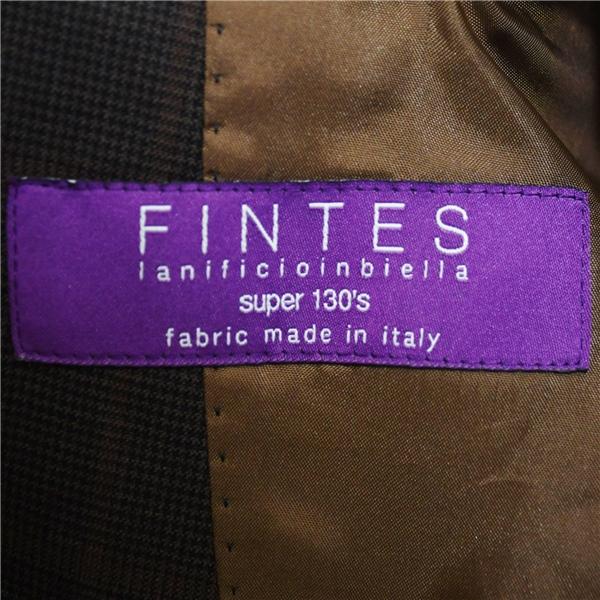 FINTES
lanificioinbiella
super 130's
fabric made in italy